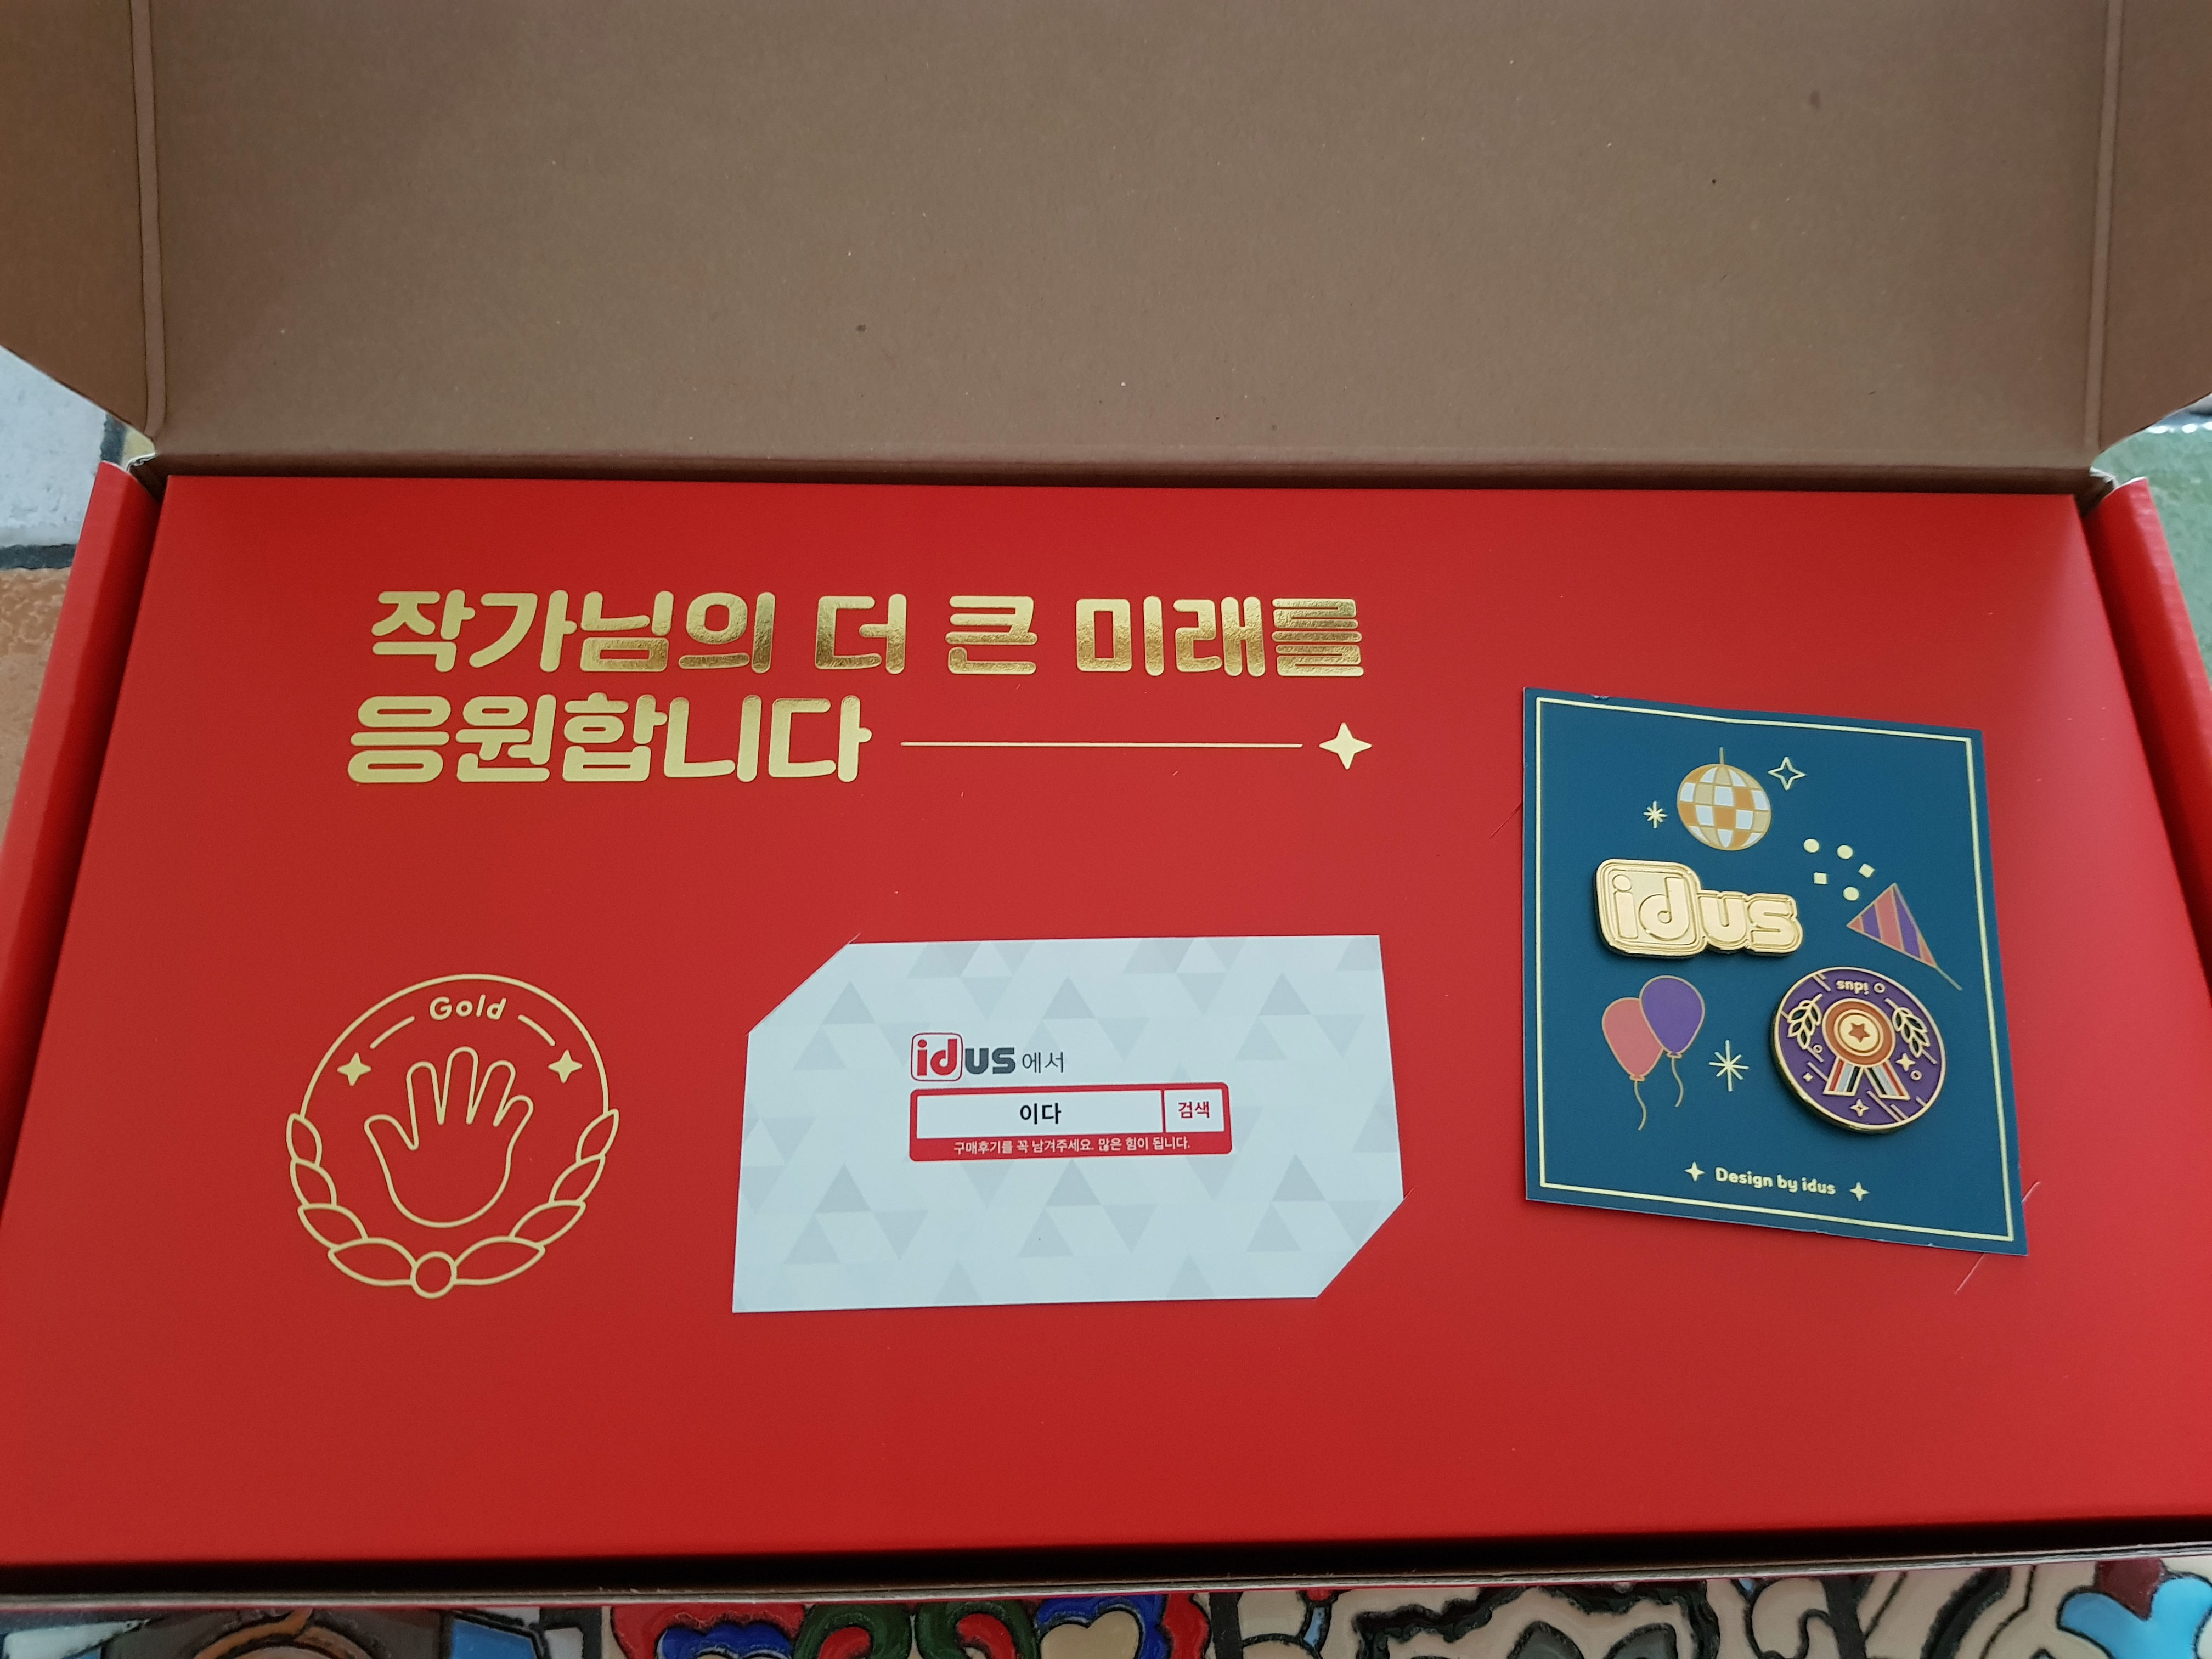 작가님의 더 큰 미래를
응원합니다
Gold
idus에서
이다 검색
구매후기를 꼭 남겨주세요. 많은 힘이 됩니다.
idus
idus
Design by idus